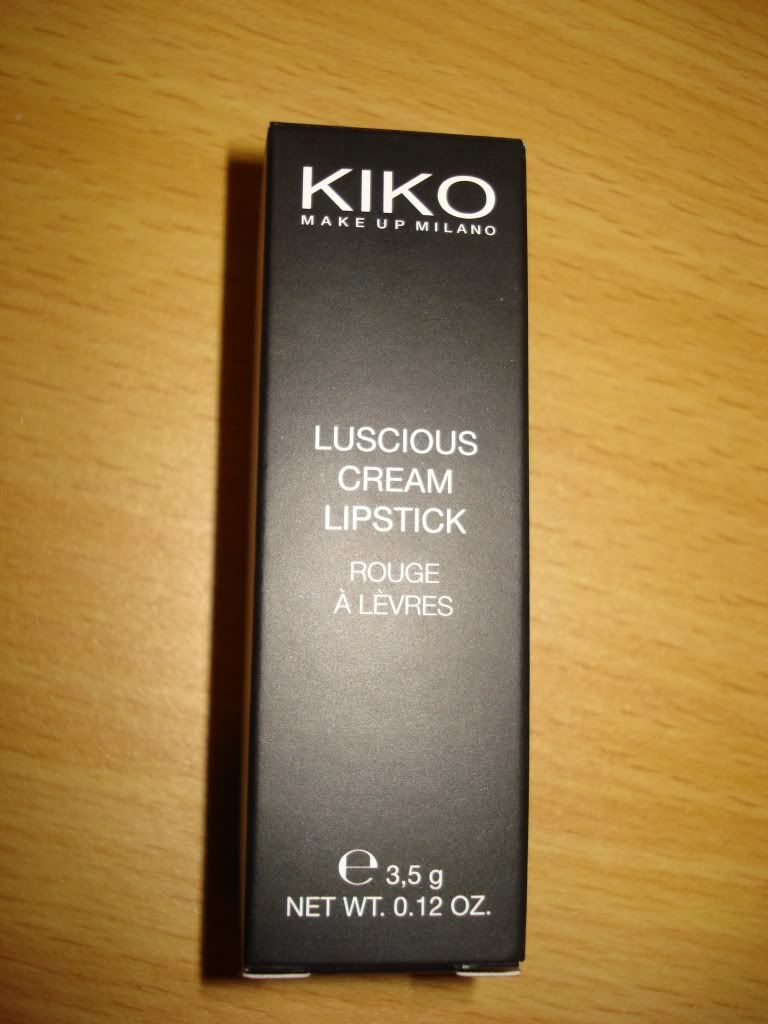 KIKO
MAKE UP MILANO
LUSCIOUS
CREAM
LIPSTICK
ROUGE
À LÈVRES
℮ 3,5 g
NET WT. 0.12 OZ.